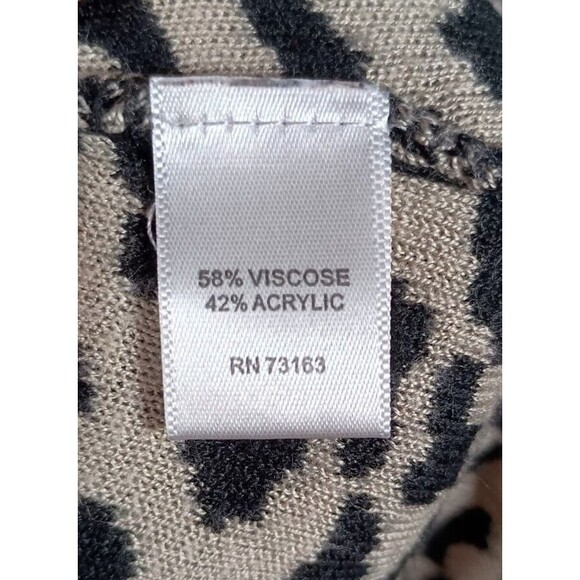 58% VISCOSE
42% ACRYLIC
RN 73163